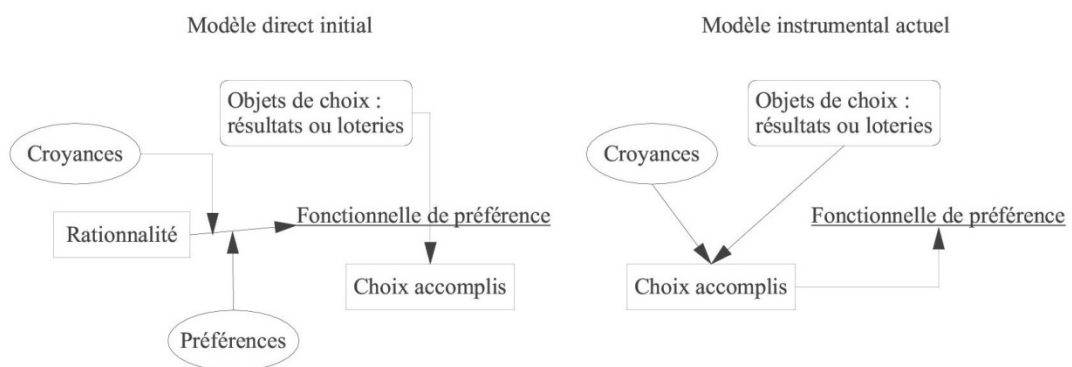 Modèle direct initial
Objets de choix :
résultats ou loteries
Croyances
Rationnalité
Fonctionnelle de préférence
Choix accomplis
Préférences
Modèle instrumental actuel
Objets de choix :
résultats ou loteries
Croyances
Fonctionnelle de préférence
Choix accomplis